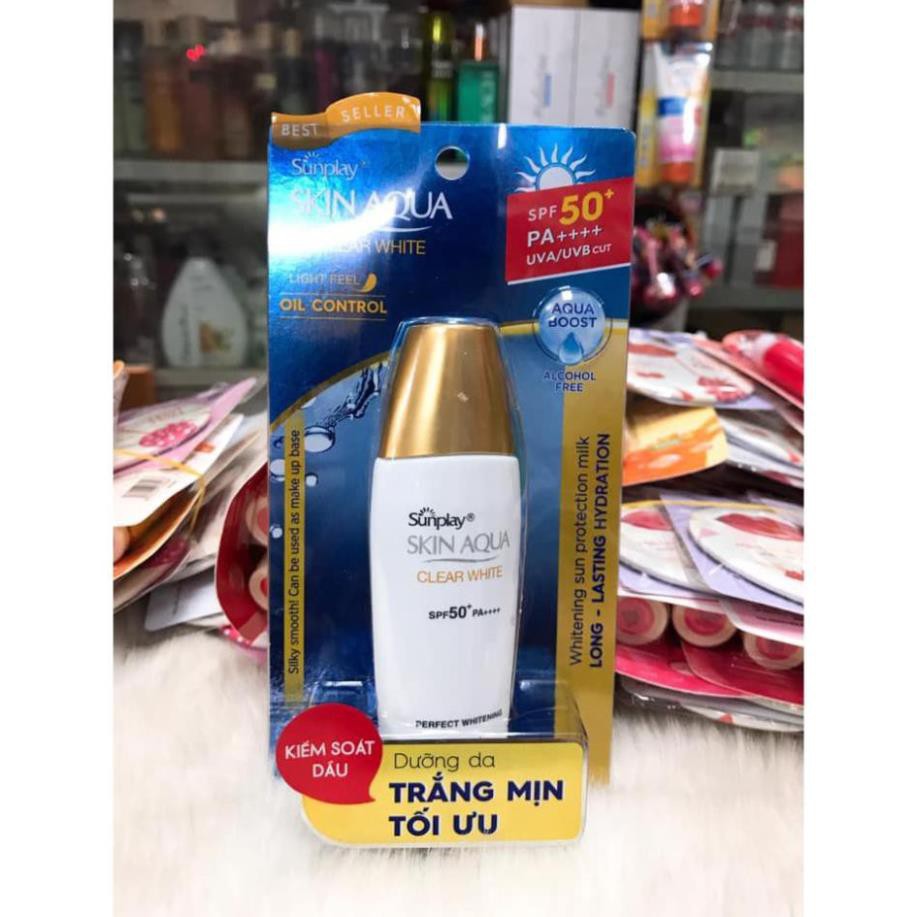 BEST SELLER
Sunplay
SKIN AQUA
CLEAR WHITE
LIGHT FEEL
OIL CONTROL
SPF 50+
PA++++
UVA/UVB CUT
AQUA
BOOST
ALCOHOL
FREE
Silky smooth! Can be used as make up base
Sunplay®
SKIN AQUA
CLEAR WHITE
SPF50+ PA++++
PERFECT WHITENING
Whitening sun protection milk
LONG - LASTING HYDRATION
KIỂM SOÁT
DẦU
Dưỡng da
TRẮNG MỊN
TỐI ƯU